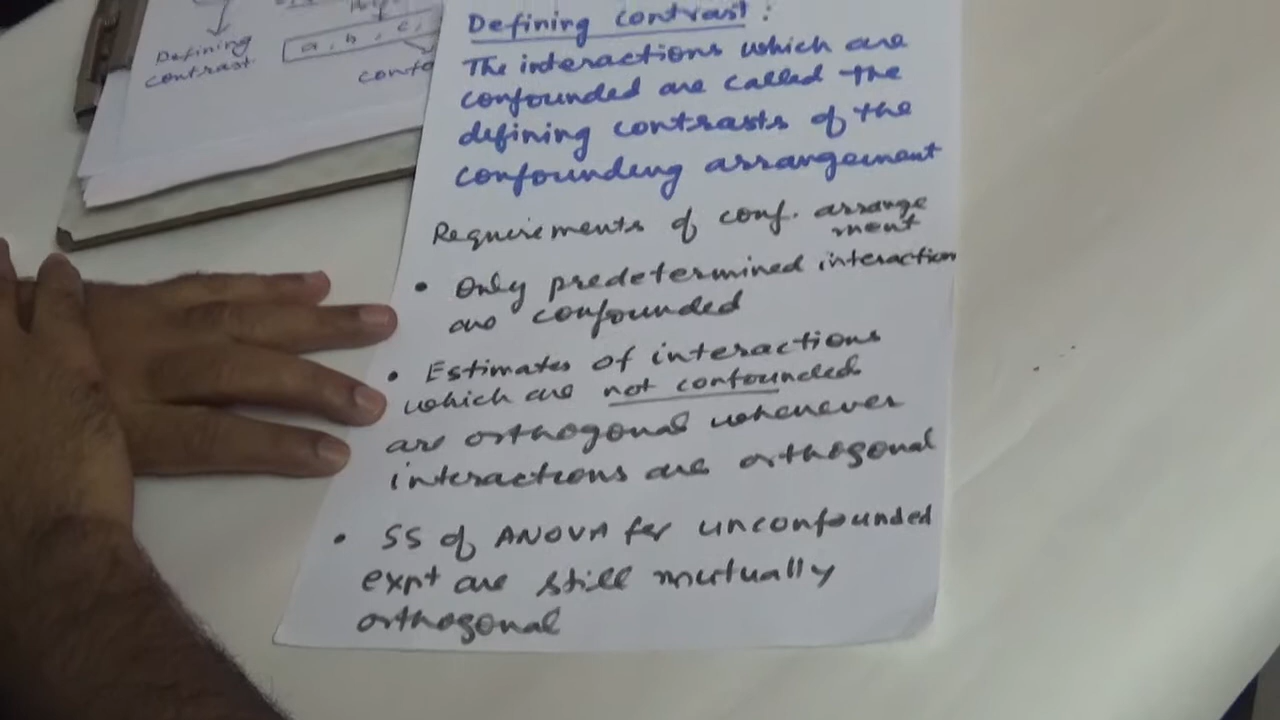 Defining
contrast
a, b, c,
Defining contrast :
The interactions which are
confounded are called the
defining contrasts of the
confounding arrangement
Requirements of conf. arrange
ment
• Only predetermined interaction
are confounded
• Estimates of interactions
which are not confounded
are orthogonal whenever
interactions are orthogonal
• SS of ANOVA for unconfounded
expt are still mutually
orthogonal